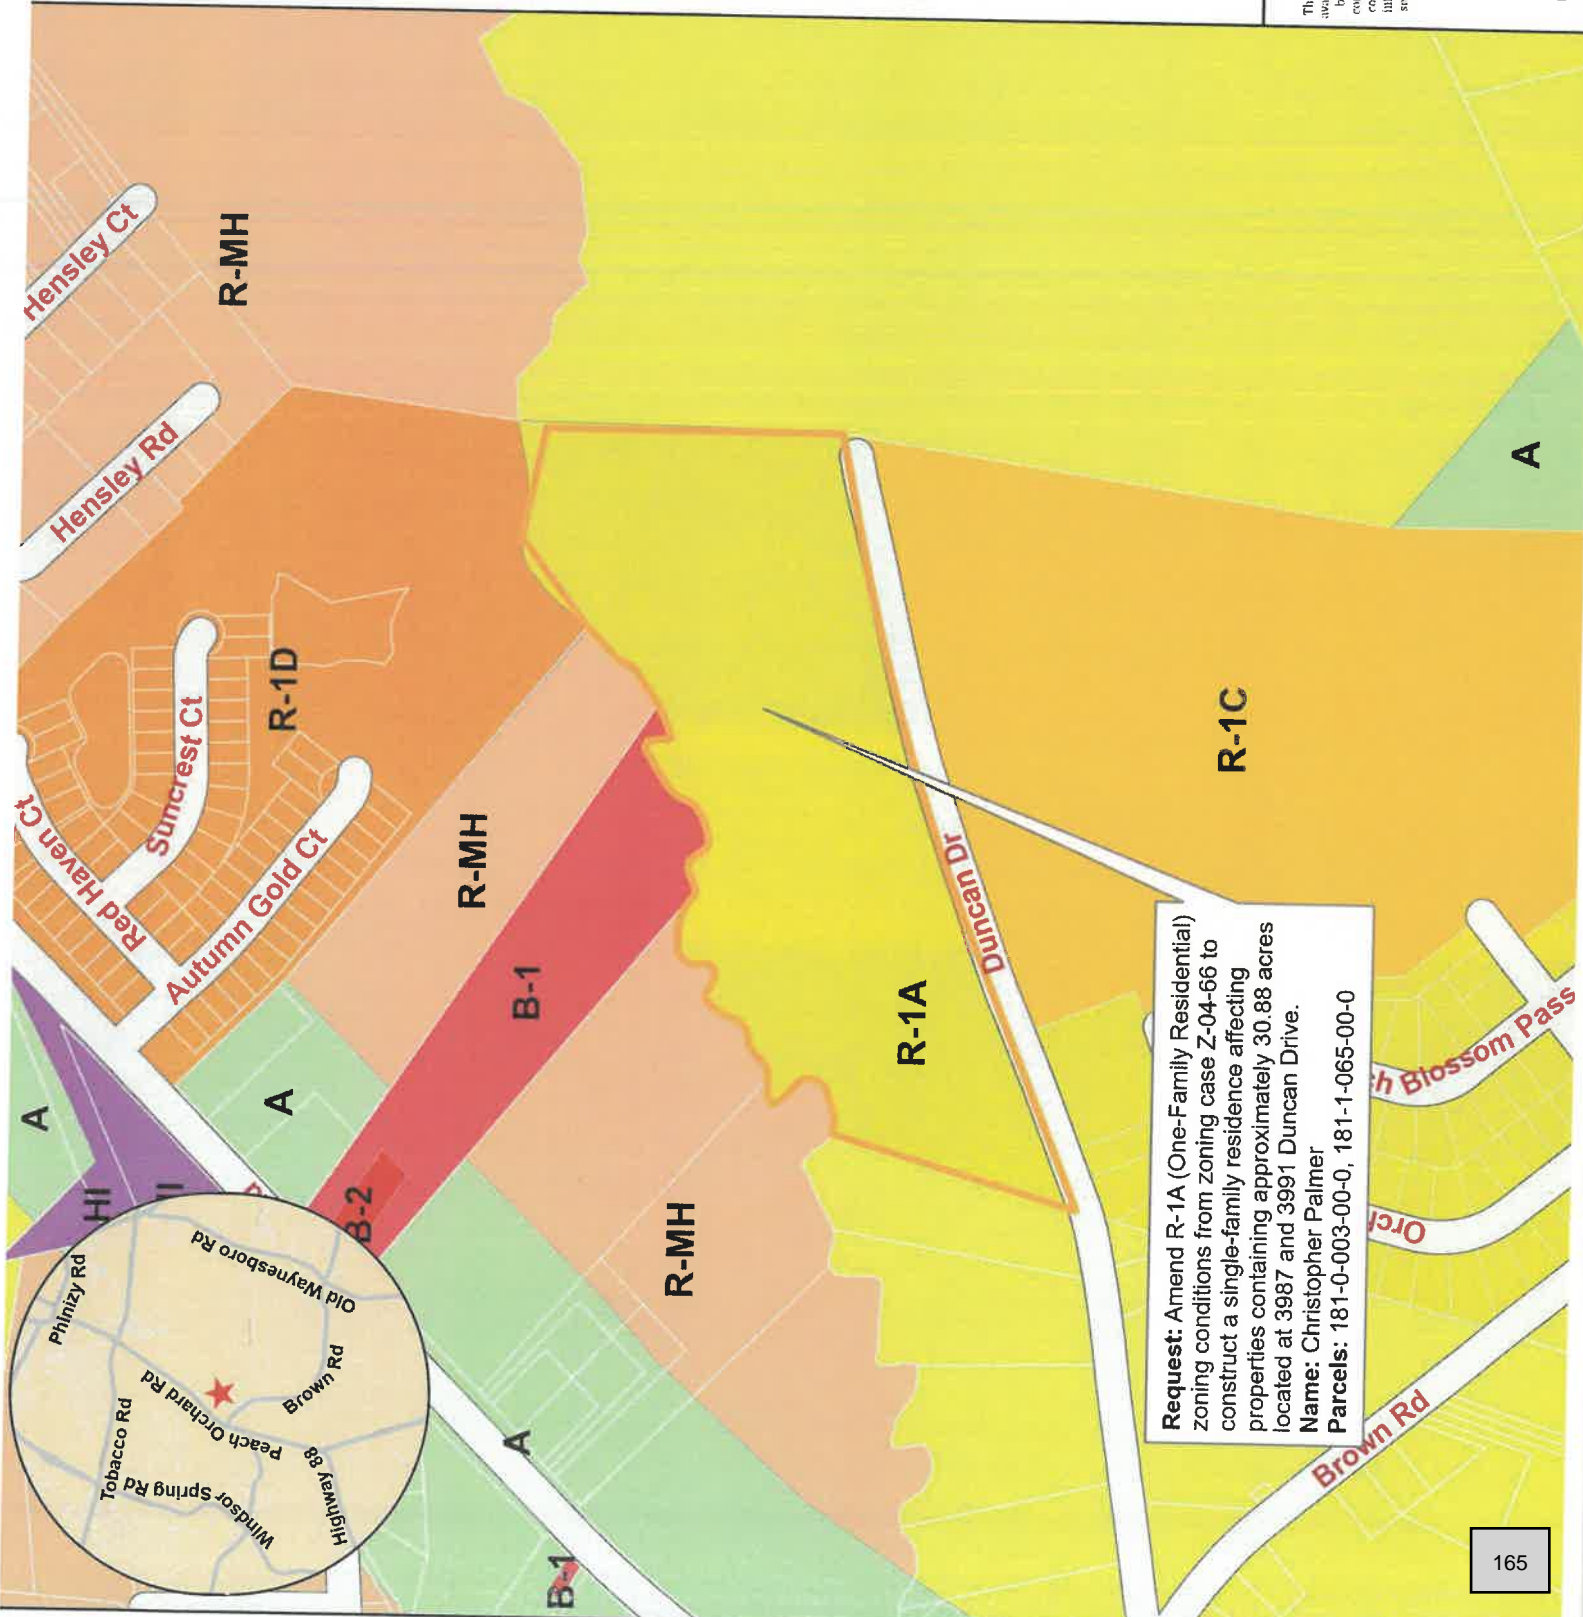 Hensley Ct
R-MH
Hensley Rd
R-1D
Suncrest Ct
Red Haven Ct
Autumn Gold Ct
R-MH
B-1
A
A
HI
B-2
Phinizy Rd
Old Waynesboro Rd
Peach Orchard Rd
Brown Rd
Tobacco Rd
Windsor Spring Rd
Highway 88
A
B-1
R-MH
R-1A
Duncan Dr
R-1C
A
Request: Amend R-1A (One-Family Residential)
zoning conditions from zoning case Z-04-66 to
construct a single-family residence affecting
properties containing approximately 30.88 acres
located at 3987 and 3991 Duncan Drive.
Name: Christopher Palmer
Parcels: 181-0-003-00-0, 181-1-065-00-0
ch Blossom Pass
Orch
Brown Rd
165